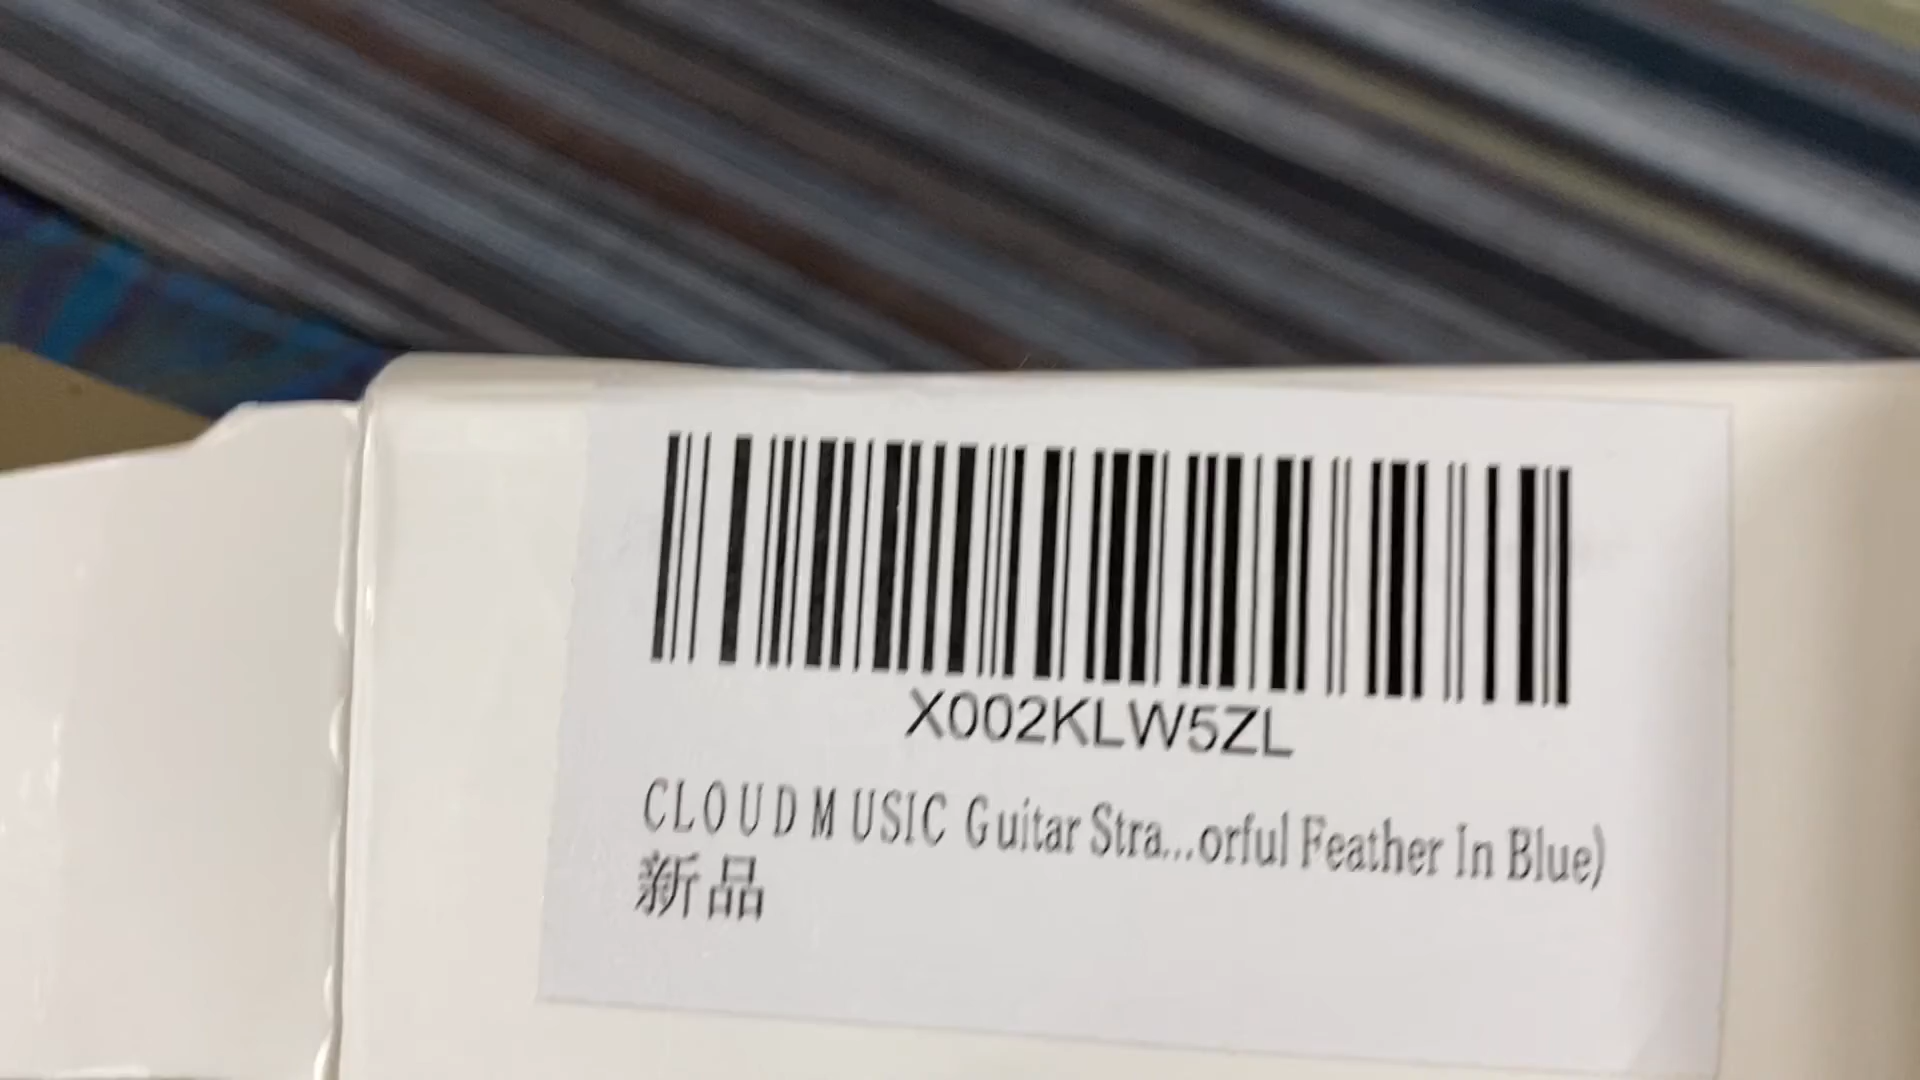 X002KLW5ZL
CLOUDMUSIC Guitar Stra...orful Feather In Blue)
新品